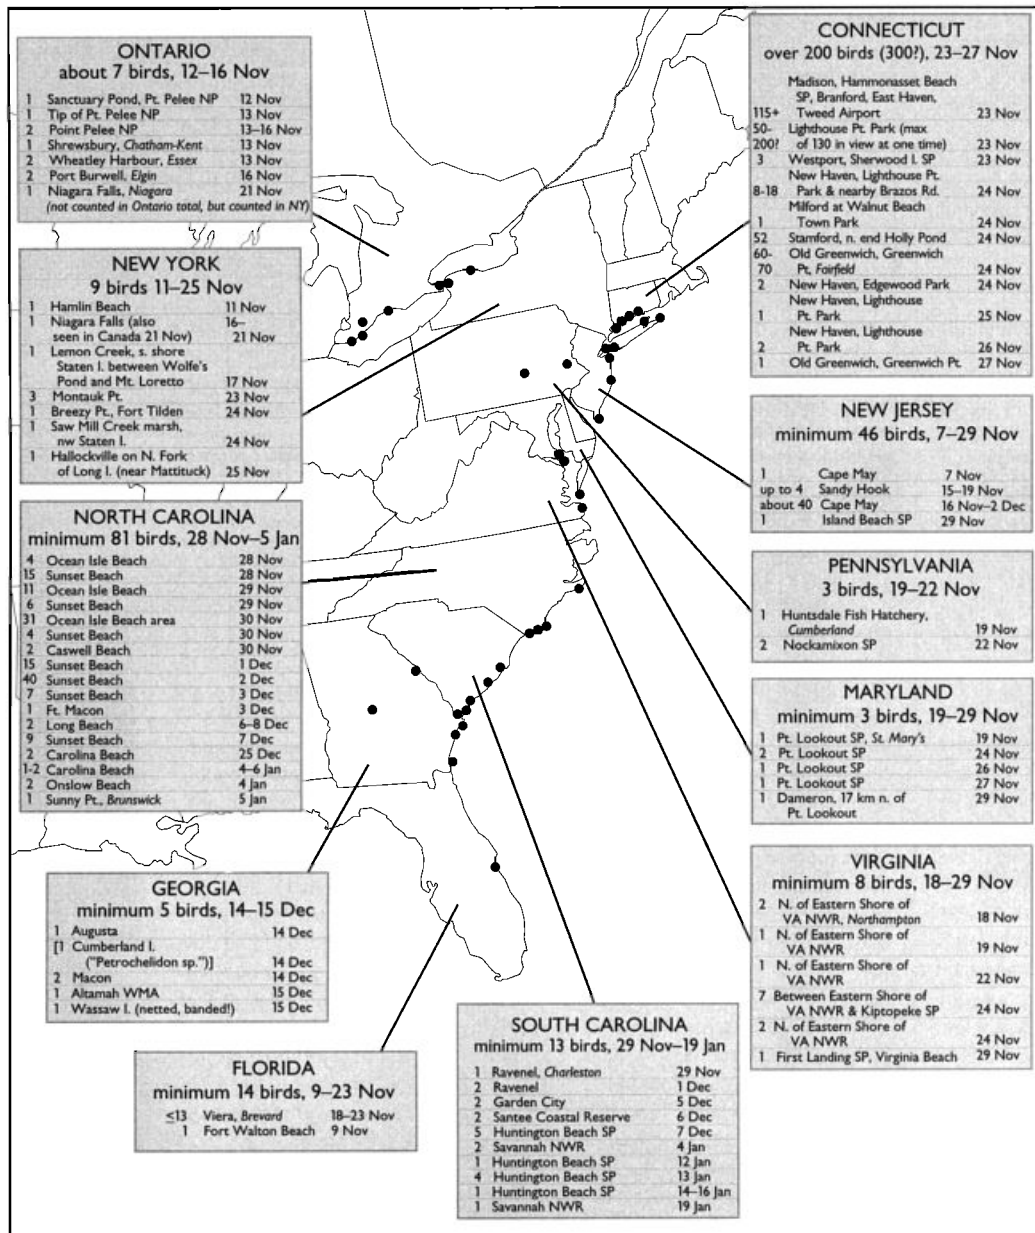 ONTARIO
about 7 birds, 12–16 Nov
1 Sanctuary Pond, Pt. Pelee NP 12 Nov
1 Tip of Pt. Pelee NP 13 Nov
2 Point Pelee NP 13–16 Nov
1 Shrewsbury, Chatham-Kent 13 Nov
2 Wheatley Harbour, Essex 13 Nov
2 Port Burwell, Elgin 16 Nov
1 Niagara Falls, Niagara 21 Nov
(not counted in Ontario total, but counted in NY)
NEW YORK
9 birds 11–25 Nov
1 Hamlin Beach 11 Nov
1 Niagara Falls (also 16–
seen in Canada 21 Nov) 21 Nov
1 Lemon Creek, s. shore
Staten I. between Wolfe's
Pond and Mt. Loretto 17 Nov
3 Montauk Pt. 23 Nov
1 Breezy Pt., Fort Tilden 24 Nov
1 Saw Mill Creek marsh,
nw Staten I. 24 Nov
1 Hallockville on N. Fork
of Long I. (near Mattituck) 25 Nov
NORTH CAROLINA
minimum 81 birds, 28 Nov–5 Jan
4 Ocean Isle Beach 28 Nov
15 Sunset Beach 28 Nov
11 Ocean Isle Beach 29 Nov
6 Sunset Beach 29 Nov
31 Ocean Isle Beach area 30 Nov
4 Sunset Beach 30 Nov
2 Caswell Beach 30 Nov
15 Sunset Beach 1 Dec
40 Sunset Beach 2 Dec
7 Sunset Beach 3 Dec
1 Ft. Macon 3 Dec
2 Long Beach 6–8 Dec
9 Sunset Beach 7 Dec
2 Carolina Beach 25 Dec
1-2 Carolina Beach 4–6 Jan
2 Onslow Beach 4 Jan
1 Sunny Pt., Brunswick 5 Jan
GEORGIA
minimum 5 birds, 14–15 Dec
1 Augusta 14 Dec
[1 Cumberland I.
("Petrochelidon sp.")] 14 Dec
2 Macon 14 Dec
1 Altamah WMA 15 Dec
1 Wassaw I. (netted, banded!) 15 Dec
FLORIDA
minimum 14 birds, 9–23 Nov
≤13 Viera, Brevard 18–23 Nov
1 Fort Walton Beach 9 Nov
SOUTH CAROLINA
minimum 13 birds, 29 Nov–19 Jan
1 Ravenel, Charleston 29 Nov
2 Ravenel 1 Dec
2 Garden City 5 Dec
2 Santee Coastal Reserve 6 Dec
5 Huntington Beach SP 7 Dec
2 Savannah NWR 4 Jan
1 Huntington Beach SP 12 Jan
4 Huntington Beach SP 13 Jan
1 Huntington Beach SP 14–16 Jan
1 Savannah NWR 19 Jan
CONNECTICUT
over 200 birds (300?), 23–27 Nov
Madison, Hammonasset Beach
SP, Branford, East Haven,
115+ Tweed Airport 23 Nov
50- Lighthouse Pt. Park (max
200? of 130 in view at one time) 23 Nov
3 Westport, Sherwood I. SP 23 Nov
New Haven, Lighthouse Pt.
8-18 Park & nearby Brazos Rd. 24 Nov
Milford at Walnut Beach
1 Town Park 24 Nov
52 Stamford, n. end Holly Pond 24 Nov
60- Old Greenwich, Greenwich
70 Pt, Fairfield 24 Nov
2 New Haven, Edgewood Park 24 Nov
New Haven, Lighthouse
1 Pt. Park 25 Nov
New Haven, Lighthouse
2 Pt. Park 26 Nov
1 Old Greenwich, Greenwich Pt. 27 Nov
NEW JERSEY
minimum 46 birds, 7–29 Nov
1 Cape May 7 Nov
up to 4 Sandy Hook 15–19 Nov
about 40 Cape May 16 Nov–2 Dec
1 Island Beach SP 29 Nov
PENNSYLVANIA
3 birds, 19–22 Nov
1 Huntsdale Fish Hatchery,
Cumberland 19 Nov
2 Nockamixon SP 22 Nov
MARYLAND
minimum 3 birds, 19–29 Nov
1 Pt. Lookout SP, St. Mary's 19 Nov
2 Pt. Lookout SP 24 Nov
1 Pt. Lookout SP 26 Nov
1 Pt. Lookout SP 27 Nov
1 Dameron, 17 km n. of 29 Nov
Pt. Lookout
VIRGINIA
minimum 8 birds, 18–29 Nov
2 N. of Eastern Shore of
VA NWR, Northampton 18 Nov
1 N. of Eastern Shore of
VA NWR 19 Nov
1 N. of Eastern Shore of
VA NWR 22 Nov
7 Between Eastern Shore of
VA NWR & Kiptopeke SP 24 Nov
2 N. of Eastern Shore of
VA NWR 24 Nov
1 First Landing SP, Virginia Beach 29 Nov